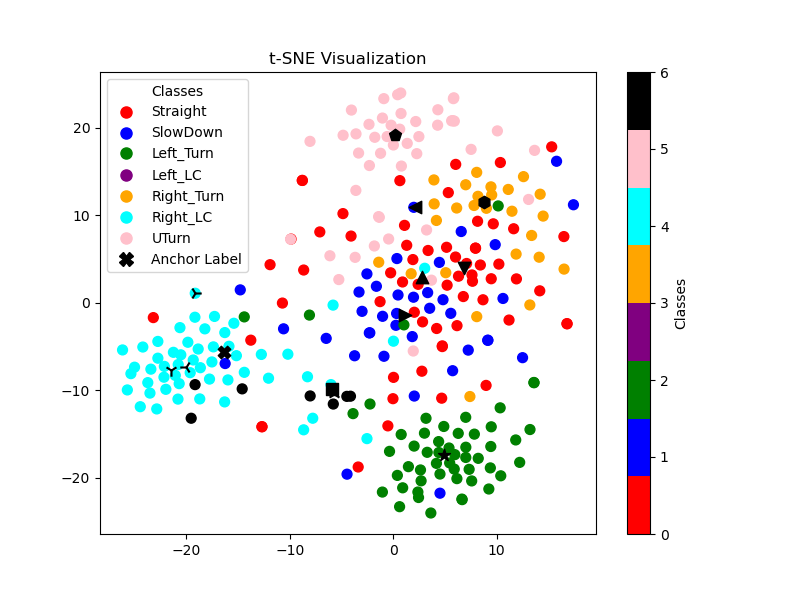 t-SNE Visualization
Classes
Straight
SlowDown
Left_Turn
Left_LC
Right_Turn
Right_LC
UTurn
Anchor Label
20
10
0
−10
−20
−20
−10
0
10
6
5
4
3
2
1
0
Classes